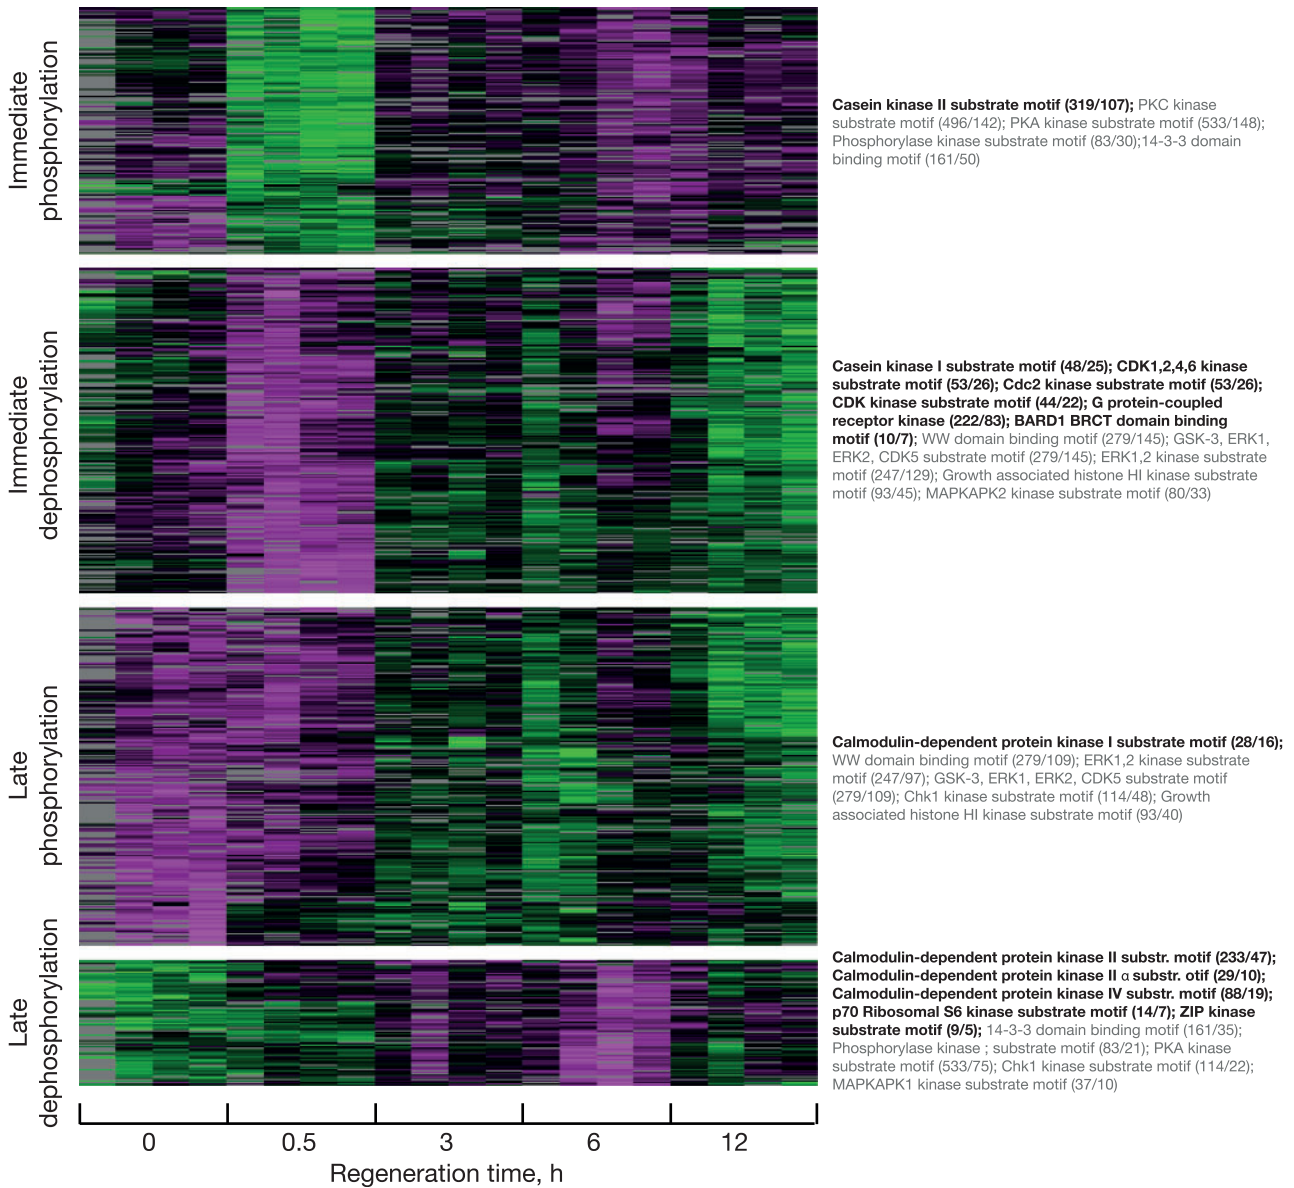 Immediate
phosphorylation
Casein kinase II substrate motif (319/107); PKC kinase
substrate motif (496/142); PKA kinase substrate motif (533/148);
Phosphorylase kinase substrate motif (83/30);14-3-3 domain
binding motif (161/50)
Immediate
dephosphorylation
Casein kinase I substrate motif (48/25); CDK1,2,4,6 kinase
substrate motif (53/26); Cdc2 kinase substrate motif (53/26);
CDK kinase substrate motif (44/22); G protein-coupled
receptor kinase (222/83); BARD1 BRCT domain binding
motif (10/7); WW domain binding motif (279/145); GSK-3, ERK1,
ERK2, CDK5 substrate motif (279/145); ERK1,2 kinase substrate
motif (247/129); Growth associated histone HI kinase substrate
motif (93/45); MAPKAPK2 kinase substrate motif (80/33)
Late
phosphorylation
Calmodulin-dependent protein kinase I substrate motif (28/16);
WW domain binding motif (279/109); ERK1,2 kinase substrate
motif (247/97); GSK-3, ERK1, ERK2, CDK5 substrate motif
(279/109); Chk1 kinase substrate motif (114/48); Growth
associated histone HI kinase substrate motif (93/40)
Late
dephosphorylation
Calmodulin-dependent protein kinase II substr. motif (233/47);
Calmodulin-dependent protein kinase II α substr. otif (29/10);
Calmodulin-dependent protein kinase IV substr. motif (88/19);
p70 Ribosomal S6 kinase substrate motif (14/7); ZIP kinase
substrate motif (9/5); 14-3-3 domain binding motif (161/35);
Phosphorylase kinase ; substrate motif (83/21); PKA kinase
substrate motif (533/75); Chk1 kinase substrate motif (114/22);
MAPKAPK1 kinase substrate motif (37/10)
0 0.5 3 6 12
Regeneration time, h